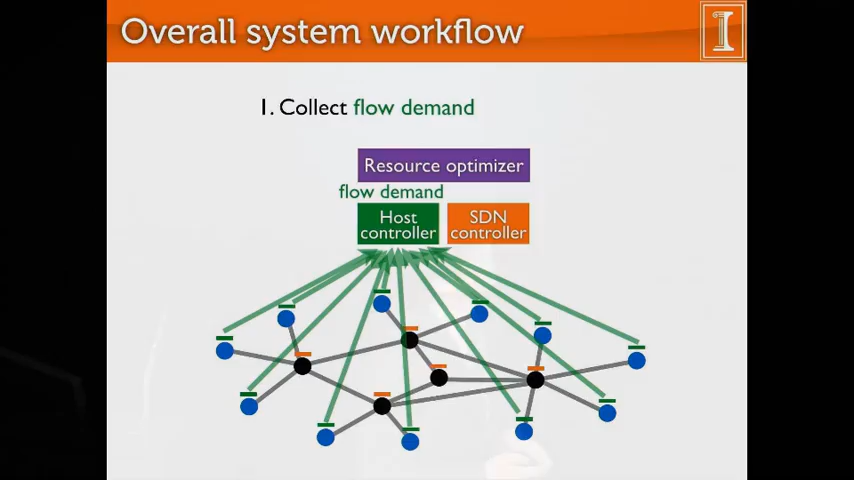 Overall system workflow
1. Collect flow demand
Resource optimizer
flow demand
Host
controller
SDN
controller